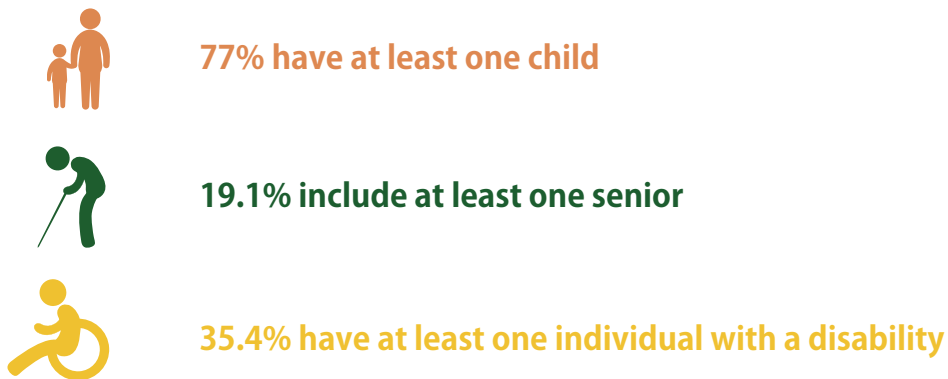 77% have at least one child
19.1% include at least one senior
35.4% have at least one individual with a disability